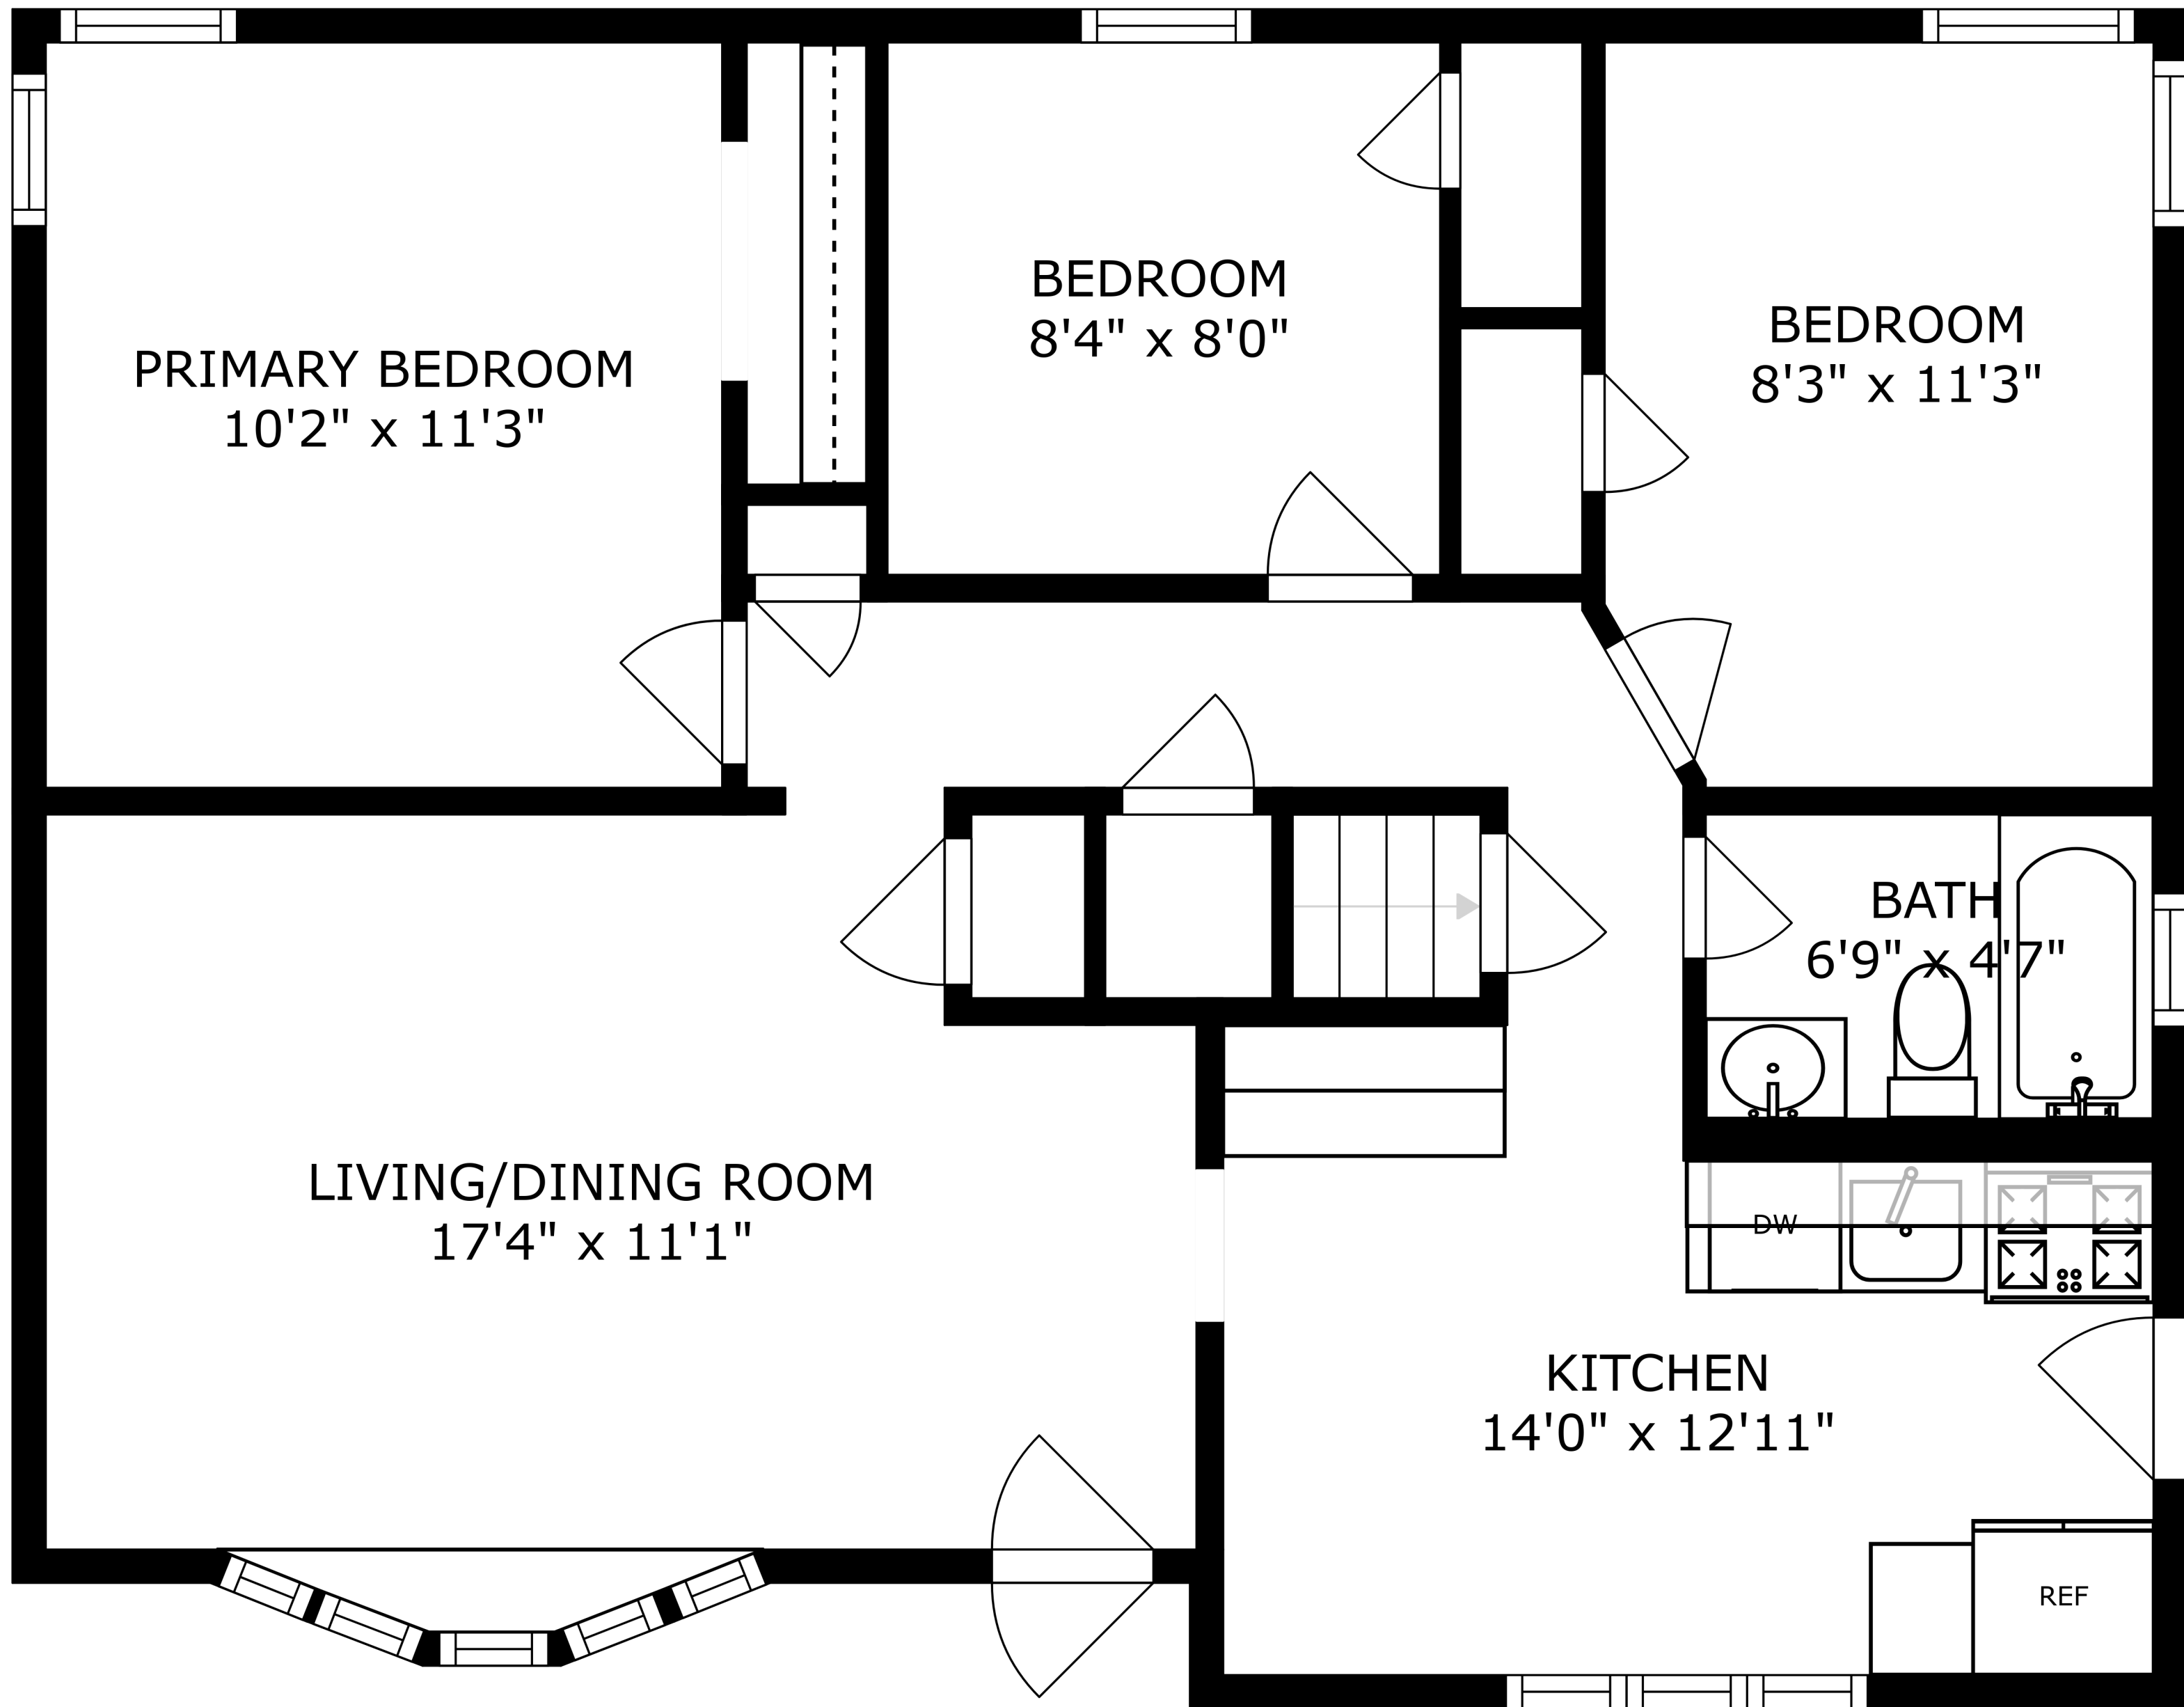 BEDROOM
8'4" x 8'0"
BEDROOM
8'3" x 11'3"
PRIMARY BEDROOM
10'2" x 11'3"
BATH
6'9" x 4'7"
LIVING/DINING ROOM
17'4" x 11'1"
DW
KITCHEN
14'0" x 12'11"
REF